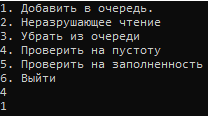 1. Добавить в очередь.
2. Неразрушающее чтение
3. Убрать из очереди
4. Проверить на пустоту
5. Проверить на заполненность
6. Выйти
4
1